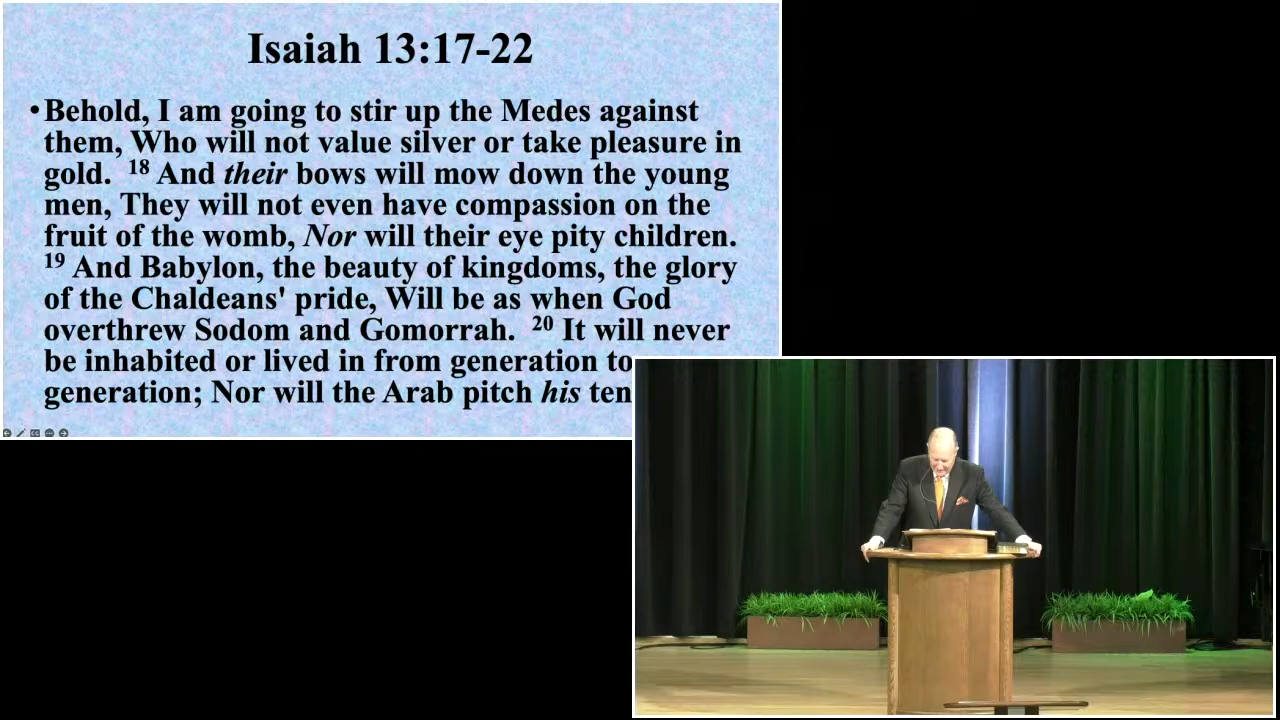 Isaiah 13:17-22
•Behold, I am going to stir up the Medes against
them, Who will not value silver or take pleasure in
gold. 18 And their bows will mow down the young
men, They will not even have compassion on the
fruit of the womb, Nor will their eye pity children.
19 And Babylon, the beauty of kingdoms, the glory
of the Chaldeans' pride, Will be as when God
overthrew Sodom and Gomorrah. 20 It will never
be inhabited or lived in from generation to
generation; Nor will the Arab pitch his ten